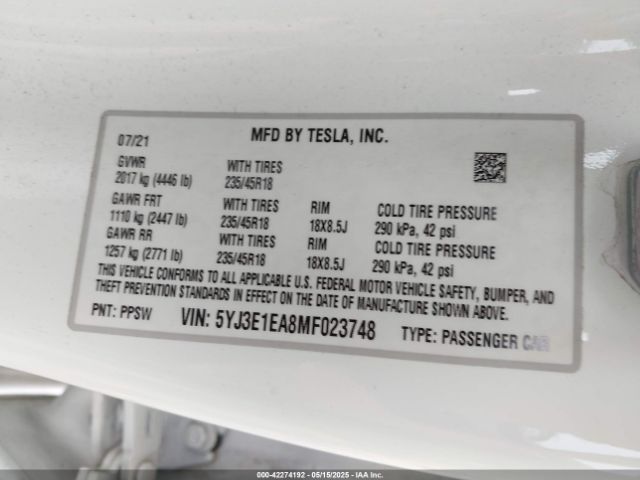 07/21 MFD BY TESLA, INC.
GVWR WITH TIRES
2017 kg (4446 lb) 235/45R18
GAWR FRT WITH TIRES RIM COLD TIRE PRESSURE
1110 kg (2447 lb) 235/45R18 18X8.5J 290 kPa, 42 psi
GAWR RR WITH TIRES RIM COLD TIRE PRESSURE
1257 kg (2771 lb) 235/45R18 18X8.5J 290 kPa, 42 psi
THIS VEHICLE CONFORMS TO ALL APPLICABLE U.S. FEDERAL MOTOR VEHICLE SAFETY, BUMPER, AND
THEFT PREVENTION STANDARDS IN EFFECT ON THE DATE OF MANUFACTURE SHOWN ABOVE.
PNT: PPSW VIN: 5YJ3E1EA8MF023748 TYPE: PASSENGER CAR
000-42274192 - 05/15/2025 - IAA Inc.